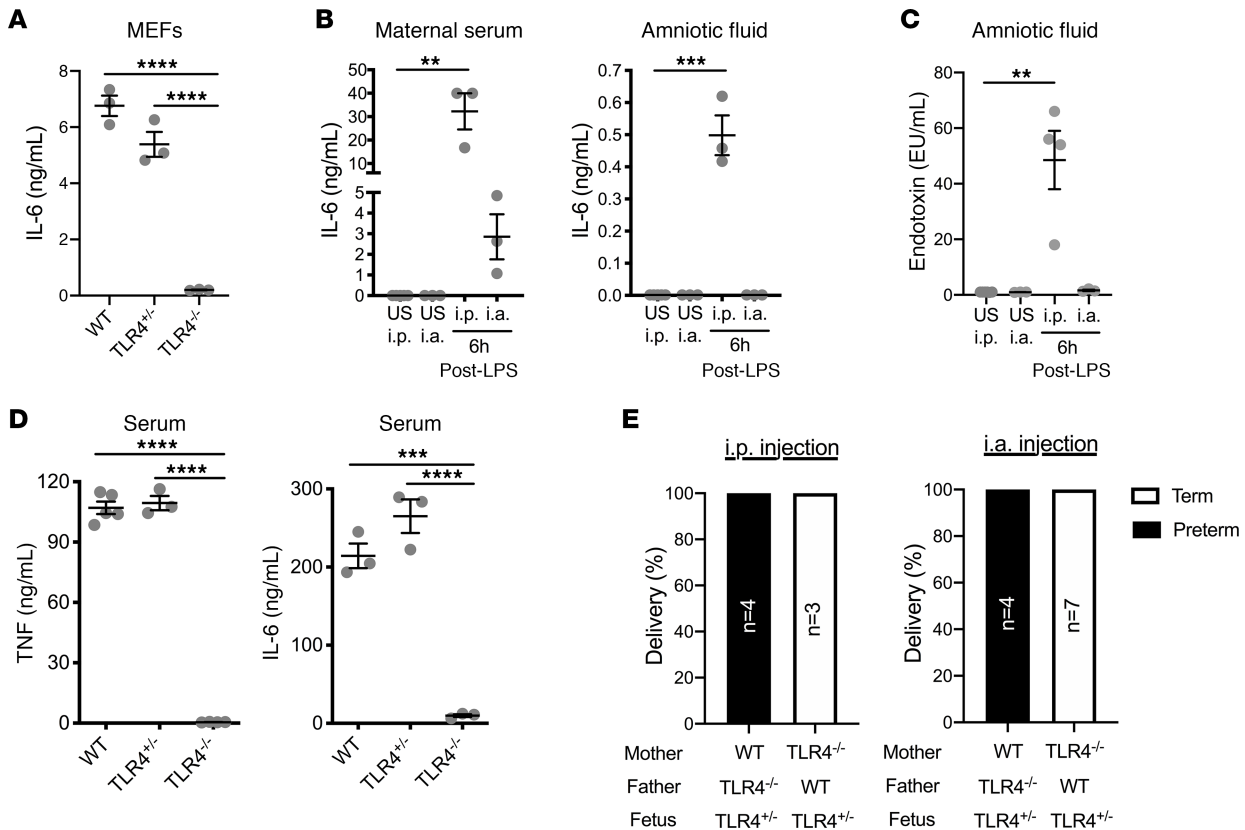 A
MEFs
****
****
8
6
4
2
0
IL-6 (ng/mL)
WT
TLR4+/-
TLR4-/-
B
Maternal serum
**
50
40
30
20
10
5
4
3
2
1
0
IL-6 (ng/mL)
US i.p.
US i.a.
i.p.
i.a.
6h
Post-LPS
Amniotic fluid
***
0.7
0.6
0.5
0.4
0.3
0.2
0.1
0.0
IL-6 (ng/mL)
US i.p.
US i.a.
i.p.
i.a.
6h
Post-LPS
C
Amniotic fluid
**
80
60
40
20
0
Endotoxin (EU/mL)
US i.p.
US i.a.
i.p.
i.a.
6h
Post-LPS
D
Serum
****
****
120
90
60
30
0
TNF (ng/mL)
WT
TLR4+/-
TLR4-/-
Serum
***
****
300
200
100
0
IL-6 (ng/mL)
WT
TLR4+/-
TLR4-/-
E
i.p. injection
100
80
60
40
20
0
Delivery (%)
n=4
n=3
Mother WT TLR4-/-
Father TLR4-/- WT
Fetus TLR4+/- TLR4+/-
i.a. injection
100
80
60
40
20
0
Delivery (%)
n=4
n=7
Mother WT TLR4-/-
Father TLR4-/- WT
Fetus TLR4+/- TLR4+/-
Term
Preterm